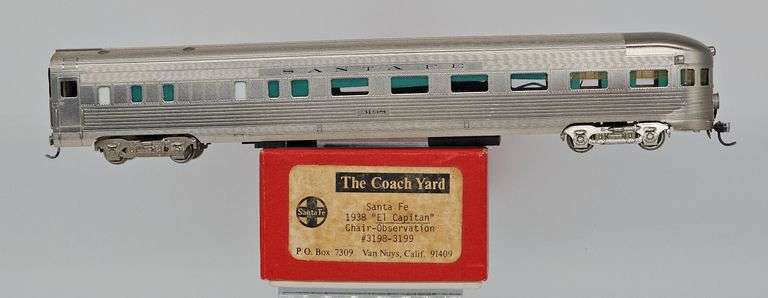 SANTA FE
3198
The Coach Yard
Santa Fe
Santa Fe
1938 "El Capitan"
Chair-Observation
#3198-3199
P.O. Box 7309 Van Nuys, Calif. 91409